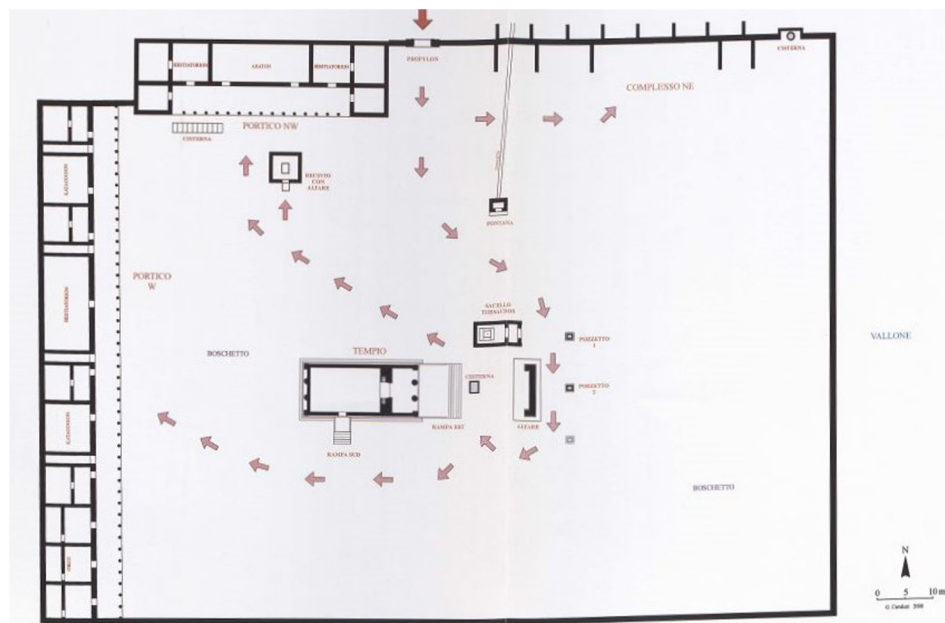 CISTERNA
HESTIATORION
ABATON
HESTIATORION
PROPYLON
COMPLESSO NE
PORTICO NW
CISTERNA
RECINTO
CON
ALTARE
FONTANA
PORTICO
W
HESTIATORION
SACELLO
THESAUROS
POZZETTO
1
VALLONE
BOSCHETTO
TEMPIO
CISTERNA
POZZETTO
2
RAMPA EST
ALTARE
RAMPA SUD
BOSCHETTO
N
0 5 10 m